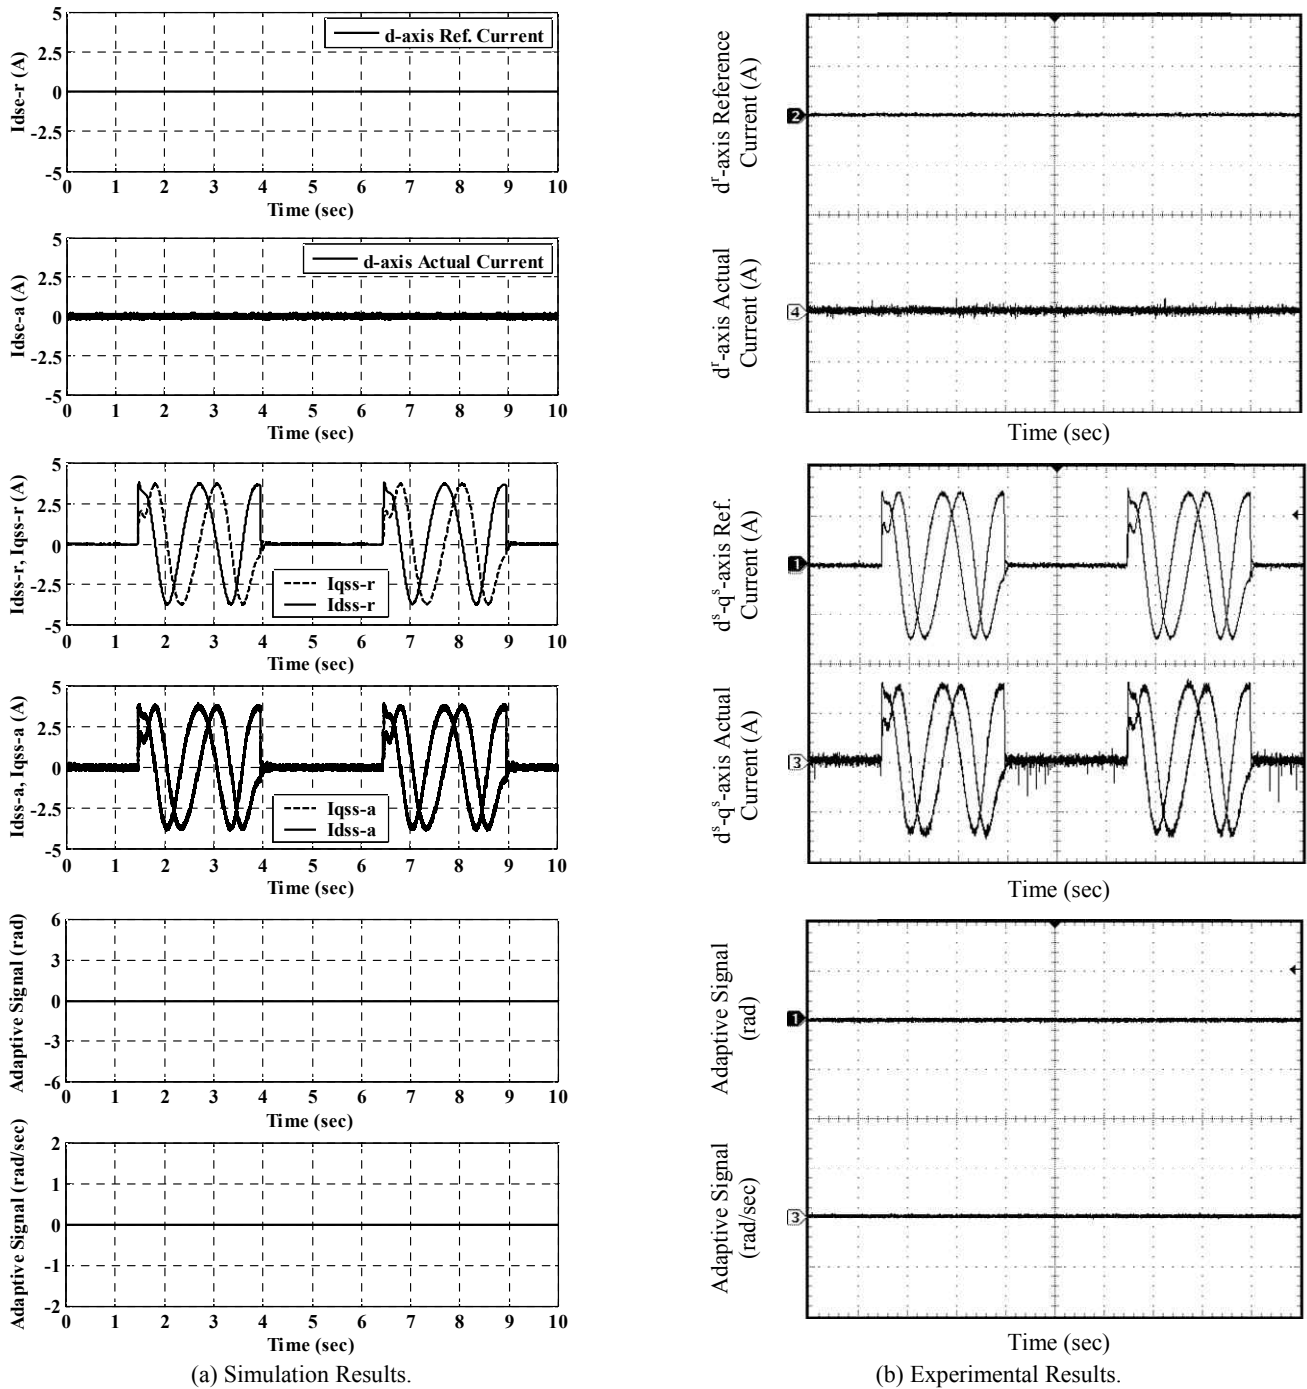 Idse-r (A)
5
2.5
0
-2.5
-5
d-axis Ref. Current
0 1 2 3 4 5 6 7 8 9 10
Time (sec)
Idse-a (A)
5
2.5
0
-2.5
-5
d-axis Actual Current
0 1 2 3 4 5 6 7 8 9 10
Time (sec)
Idss-r, Iqss-r (A)
5
2.5
0
-2.5
-5
Iqss-r
Idss-r
0 1 2 3 4 5 6 7 8 9 10
Time (sec)
Idss-a, Iqss-a (A)
5
2.5
0
-2.5
-5
Iqss-a
Idss-a
0 1 2 3 4 5 6 7 8 9 10
Time (sec)
Adaptive Signal (rad)
6
3
0
-3
-6
0 1 2 3 4 5 6 7 8 9 10
Time (sec)
Adaptive Signal (rad/sec)
2
1
0
-1
-2
0 1 2 3 4 5 6 7 8 9 10
Time (sec)
(a) Simulation Results.
dʳ-axis Reference
Current (A)
2
dʳ-axis Actual
Current (A)
4
Time (sec)
dˢ-qˢ-axis Ref.
Current (A)
1
dˢ-qˢ-axis Actual
Current (A)
3
Time (sec)
Adaptive Signal
(rad)
1
Adaptive Signal
(rad/sec)
3
Time (sec)
(b) Experimental Results.